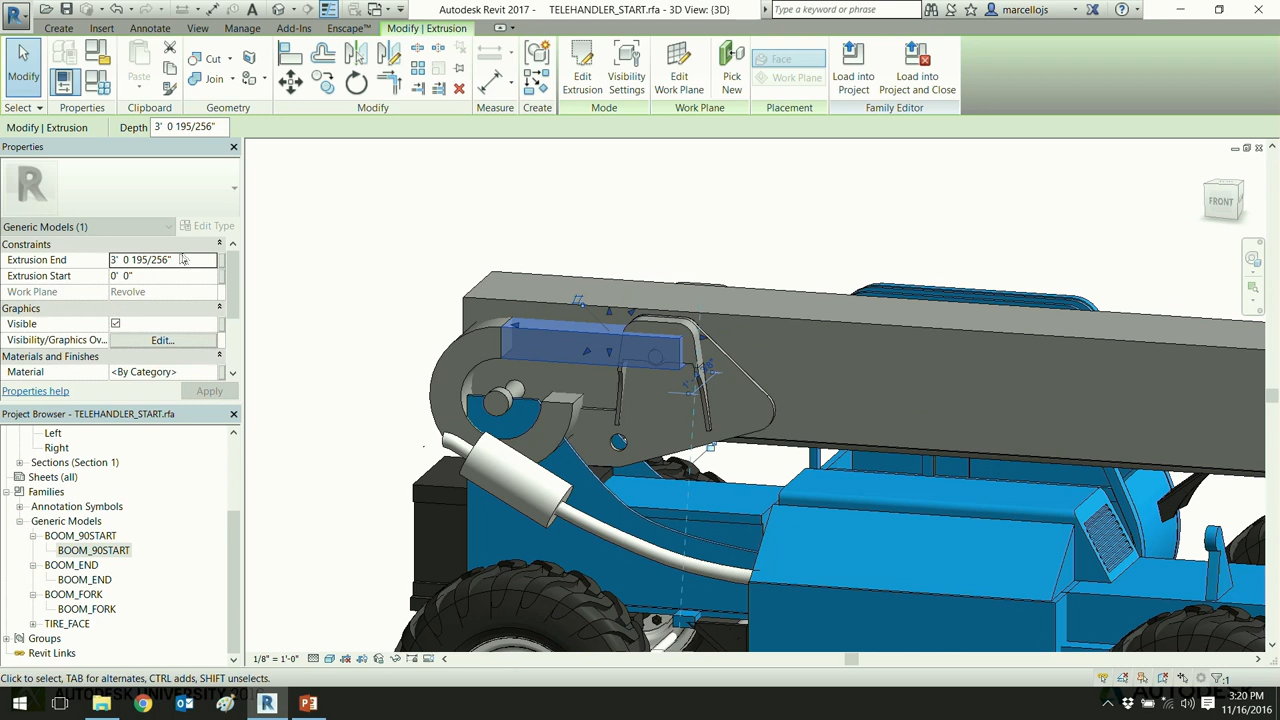 Autodesk Revit 2017 - TELEHANDLER_START.rfa - 3D View: {3D}
Type a keyword or phrase
marcellojs
Create Insert Annotate View Manage Add-Ins Enscape™ Modify | Extrusion
Modify
Paste
Cut
Join
Edit Extrusion
Visibility Settings
Edit Work Plane
Pick New
Face
Work Plane
Load into Project
Load into Project and Close
Select Properties Clipboard Geometry Modify Measure Create Mode Work Plane Placement Family Editor
Modify | Extrusion Depth 3' 0 195/256"
Properties
R
Generic Models (1) Edit Type
Constraints
Extrusion End 3' 0 195/256"
Extrusion Start 0' 0"
Work Plane Revolve
Graphics
Visible
Visibility/Graphics Ov... Edit...
Materials and Finishes
Material <By Category>
Properties help Apply
Project Browser - TELEHANDLER_START.rfa
Left
Right
Sections (Section 1)
Sheets (all)
Families
Annotation Symbols
Generic Models
BOOM_90START
BOOM_90START
BOOM_END
BOOM_END
BOOM_FORK
BOOM_FORK
TIRE_FACE
Groups
Revit Links
FRONT
1/8" = 1'-0"
Click to select, TAB for alternates, CTRL adds, SHIFT unselects.
:1
AUTODESK UNIVERSITY
3:20 PM
11/16/2016